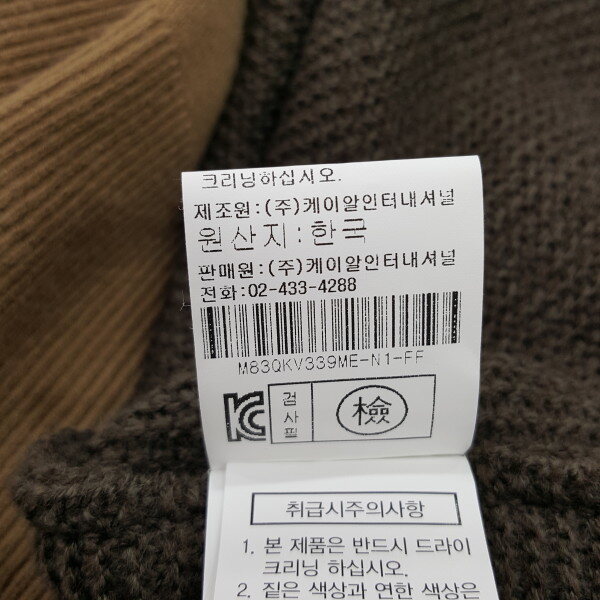 크리닝하십시오.
제조원:(주)케이알인터내셔널
원산지:한국
판매원:(주)케이알인터내셔널
전화:02-433-4288
M83QKV339ME-N1-FF
KC 검사필 檢
취급시주의사항
1. 본 제품은 반드시 드라이
크리닝 하십시오.
2. 짙은 색상과 연한 색상은